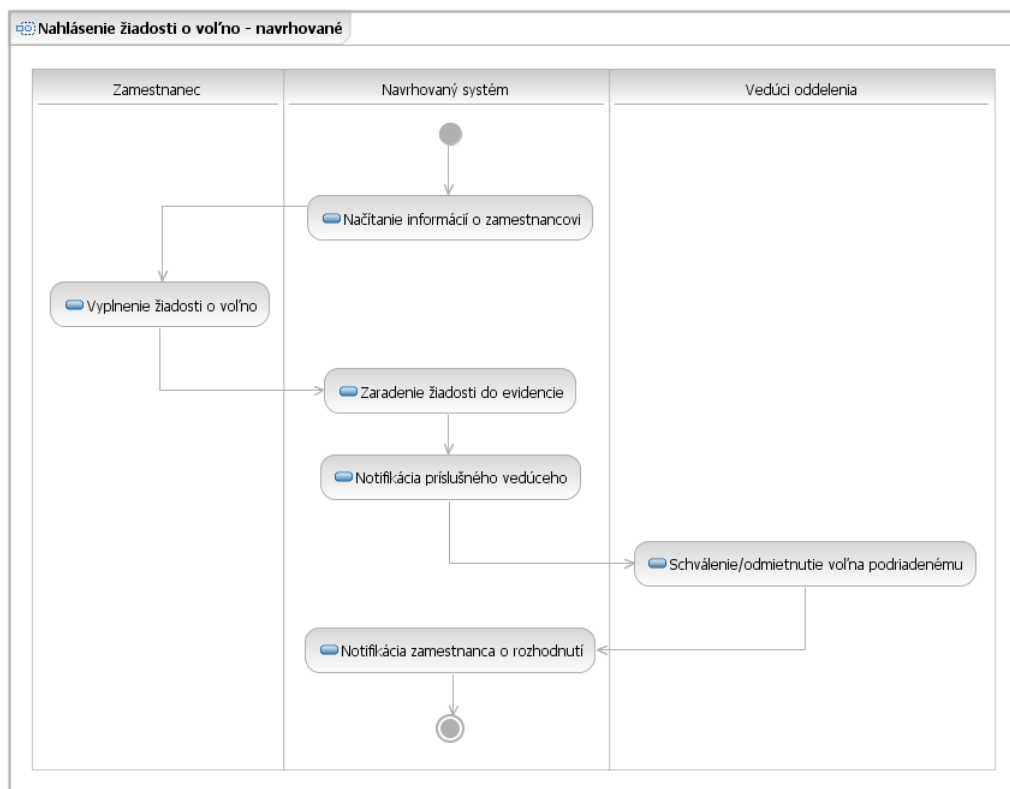 Nahlásenie žiadosti o voľno - navrhované
Zamestnanec
Navrhovaný systém
Vedúci oddelenia
Načítanie informácií o zamestnancovi
Vyplnenie žiadosti o voľno
Zaradenie žiadosti do evidencie
Notifikácia príslušného vedúceho
Schválenie/odmietnutie voľna podriadenému
Notifikácia zamestnanca o rozhodnutí